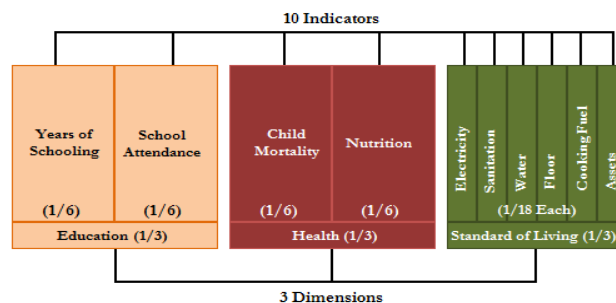 10 Indicators
Years of
Schooling
(1/6)
School
Attendance
(1/6)
Education (1/3)
Child
Mortality
(1/6)
Nutrition
(1/6)
Health (1/3)
Electricity
Sanitation
Water
Floor
Cooking Fuel
Assets
(1/18 Each)
Standard of Living (1/3)
3 Dimensions